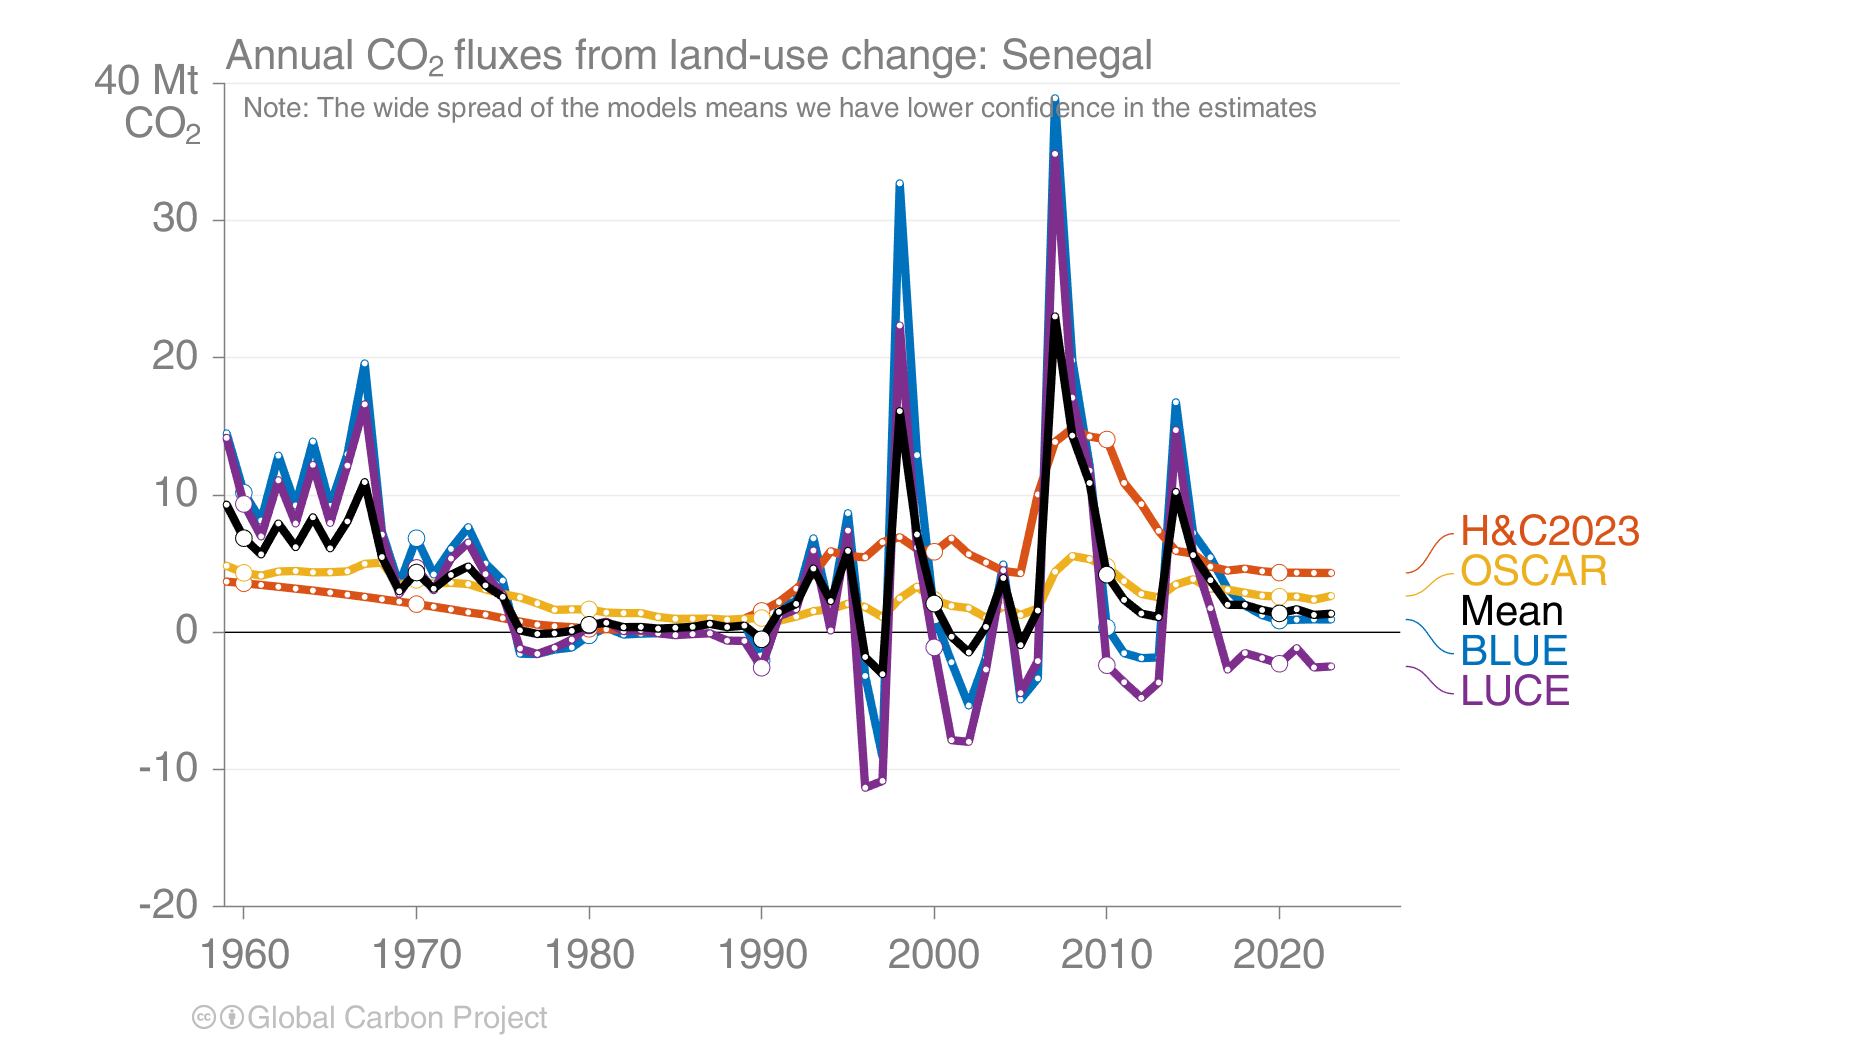 Annual CO₂ fluxes from land-use change: Senegal
40 Mt
CO₂
Note: The wide spread of the models means we have lower confidence in the estimates
30
20
10
0
-10
-20
1960 1970 1980 1990 2000 2010 2020
H&C2023
OSCAR
Mean
BLUE
LUCE
cc Global Carbon Project